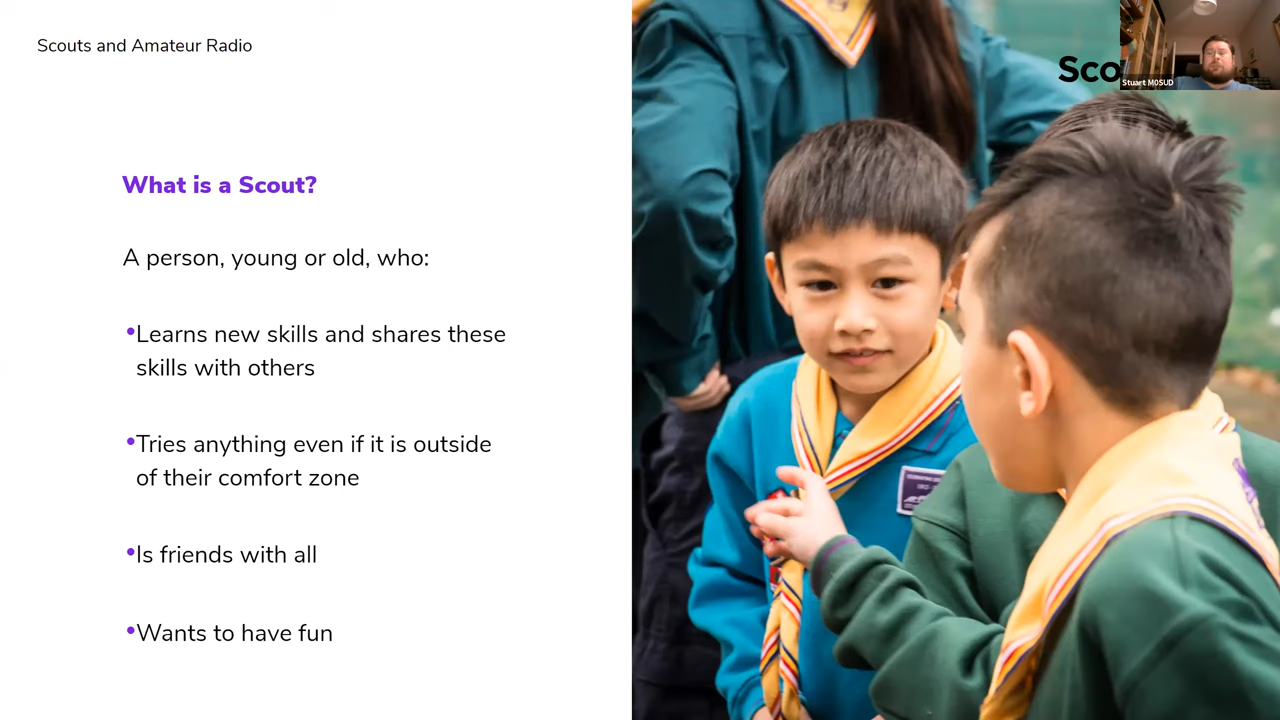 Scouts and Amateur Radio
Sco
Stuart M0SUD
What is a Scout?
A person, young or old, who:
•Learns new skills and shares these
skills with others
•Tries anything even if it is outside
of their comfort zone
•Is friends with all
•Wants to have fun